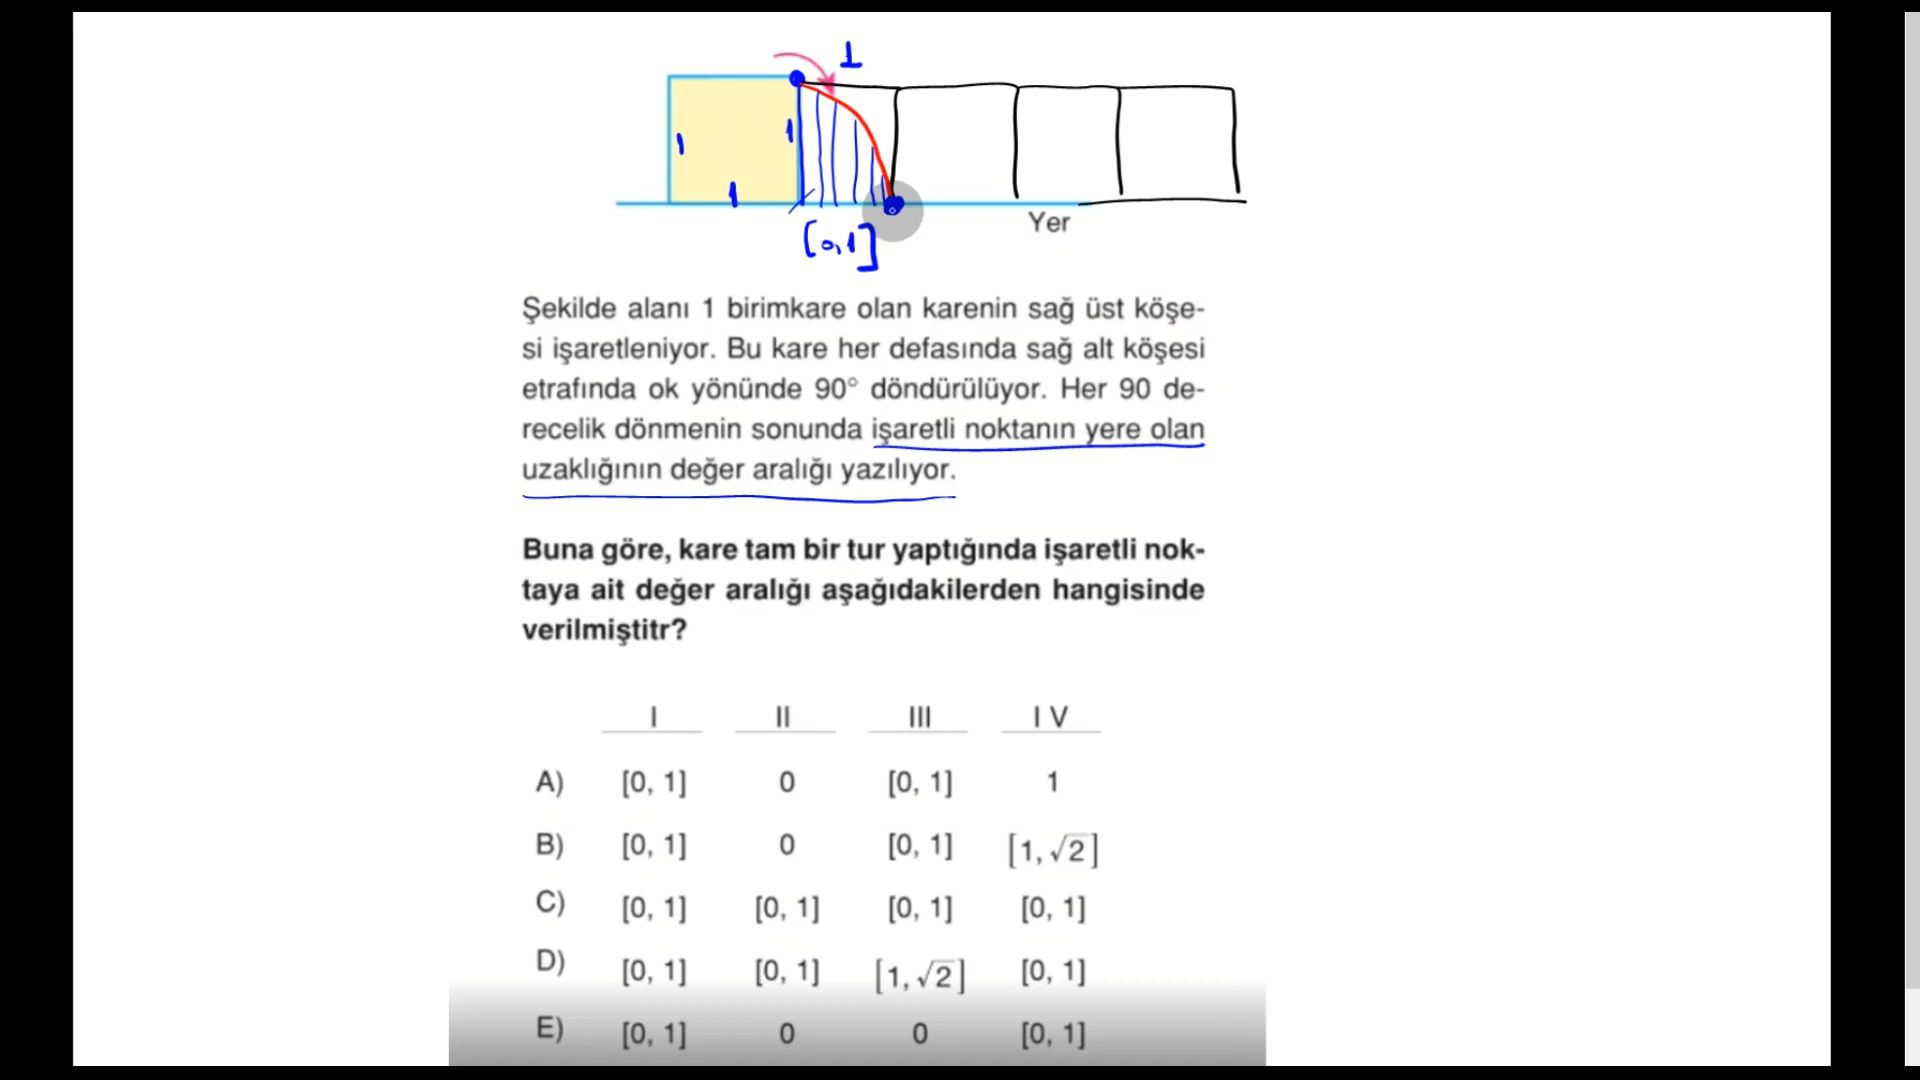 1
1
1
1
[0,1]
Yer
Şekilde alanı 1 birimkare olan karenin sağ üst köşe-
si işaretleniyor. Bu kare her defasında sağ alt köşesi
etrafında ok yönünde 90° döndürülüyor. Her 90 de-
recelik dönmenin sonunda işaretli noktanın yere olan
uzaklığının değer aralığı yazılıyor.
Buna göre, kare tam bir tur yaptığında işaretli nok-
taya ait değer aralığı aşağıdakilerden hangisinde
verilmiştitr?
I II III I V
A) [0, 1] 0 [0, 1] 1
B) [0, 1] 0 [0, 1] [1, √2]
C) [0, 1] [0, 1] [0, 1] [0, 1]
D) [0, 1] [0, 1] [1, √2] [0, 1]
E) [0, 1] 0 0 [0, 1]